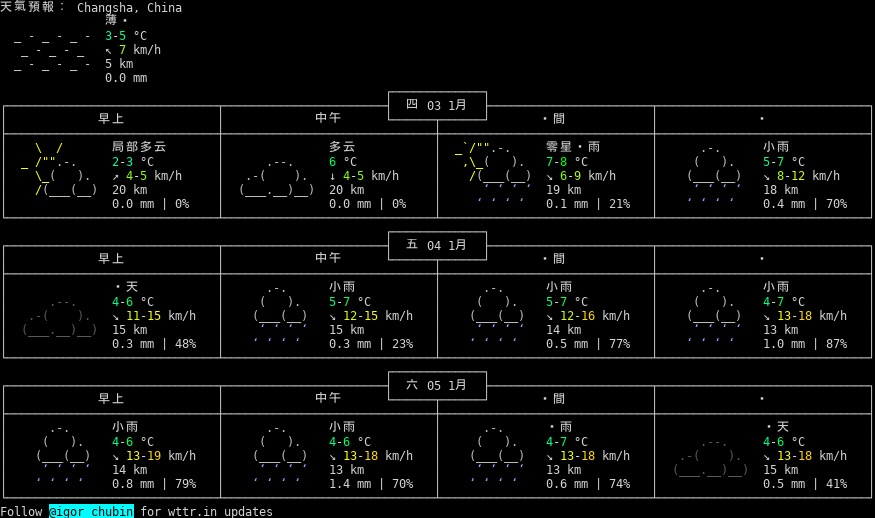 天氣預報： Changsha, China
薄・
3-5 °C
↖ 7 km/h
5 km
0.0 mm
四 03 1月
早上 中午 ・間 ・
局部多云 多云 零星・雨 小雨
2-3 °C 6 °C 7-8 °C 5-7 °C
↗ 4-5 km/h ↓ 4-5 km/h ↘ 6-9 km/h ↘ 8-12 km/h
20 km 20 km 19 km 18 km
0.0 mm | 0% 0.0 mm | 0% 0.1 mm | 21% 0.4 mm | 70%
五 04 1月
早上 中午 ・間 ・
・天 小雨 小雨 小雨
4-6 °C 5-7 °C 5-7 °C 4-7 °C
↘ 11-15 km/h ↘ 12-15 km/h ↘ 12-16 km/h ↘ 13-18 km/h
15 km 15 km 14 km 13 km
0.3 mm | 48% 0.3 mm | 23% 0.5 mm | 77% 1.0 mm | 87%
六 05 1月
早上 中午 ・間 ・
小雨 小雨 ・雨 ・天
4-6 °C 4-6 °C 4-7 °C 4-6 °C
↘ 13-19 km/h ↘ 13-18 km/h ↘ 13-18 km/h ↘ 13-18 km/h
14 km 13 km 13 km 15 km
0.8 mm | 79% 1.4 mm | 70% 0.6 mm | 74% 0.5 mm | 41%
Follow @igor_chubin for wttr.in updates